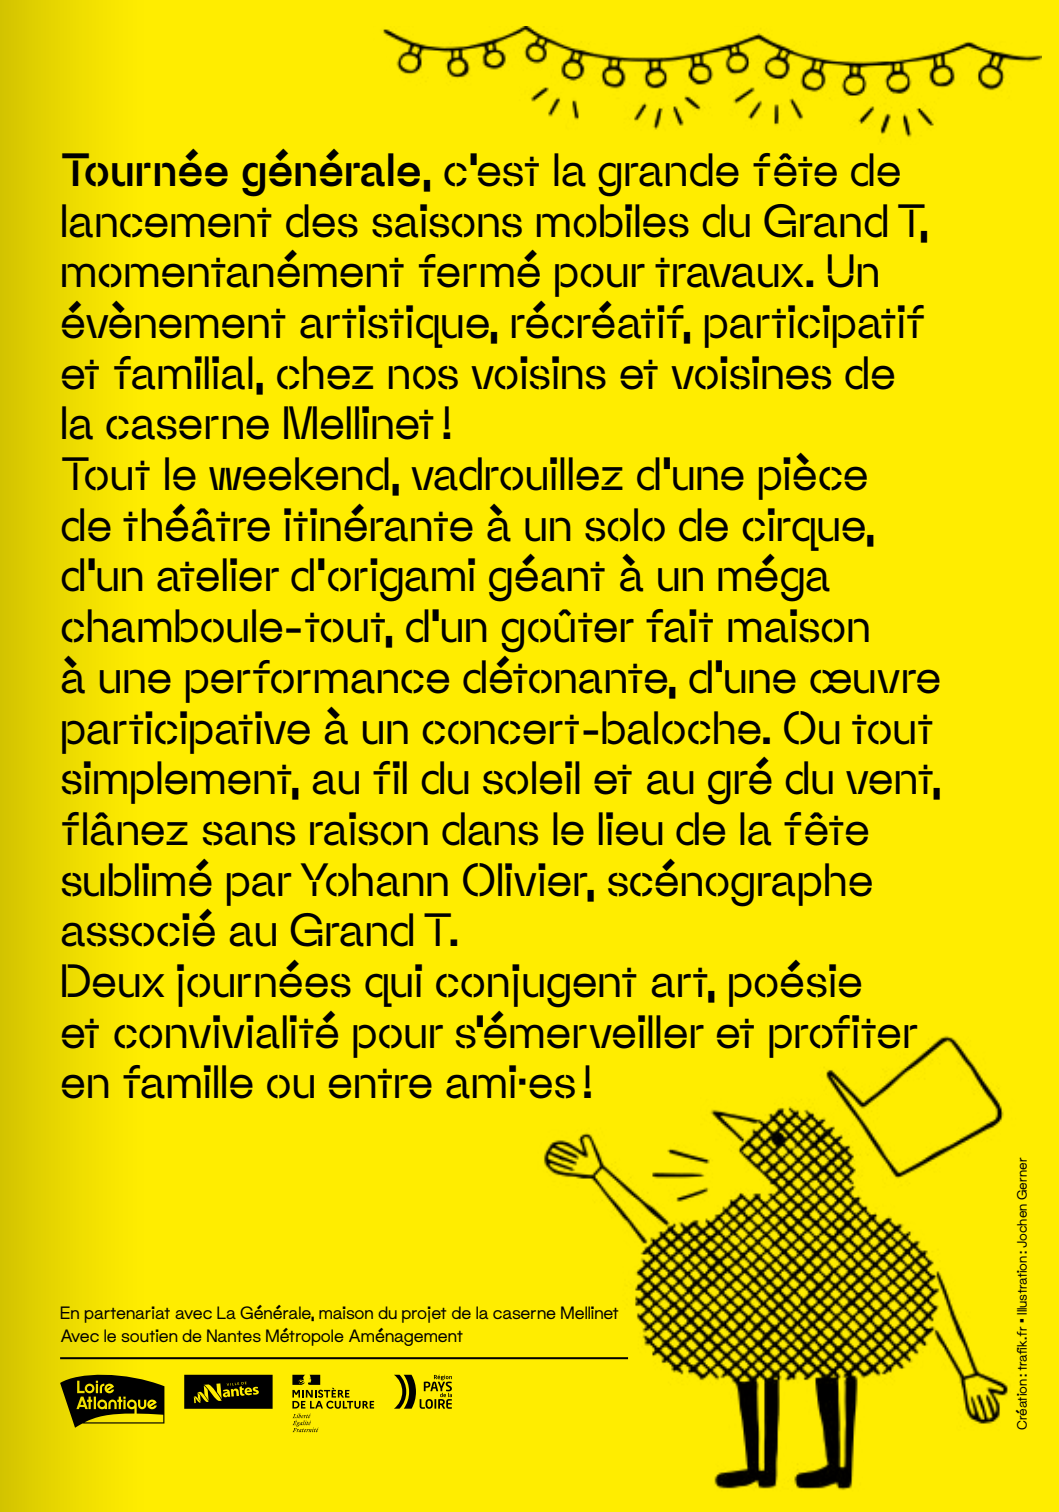 Tournée générale, c'est la grande fête de
lancement des saisons mobiles du Grand T,
momentanément fermé pour travaux. Un
évènement artistique, récréatif, participatif
et familial, chez nos voisins et voisines de
la caserne Mellinet !
Tout le weekend, vadrouillez d'une pièce
de théâtre itinérante à un solo de cirque,
d'un atelier d'origami géant à un méga
chamboule-tout, d'un goûter fait maison
à une performance détonante, d'une œuvre
participative à un concert-baloche. Ou tout
simplement, au fil du soleil et au gré du vent,
flânez sans raison dans le lieu de la fête
sublimé par Yohann Olivier, scénographe
associé au Grand T.
Deux journées qui conjugent art, poésie
et convivialité pour s'émerveiller et profiter
en famille ou entre ami·es !
En partenariat avec La Générale, maison du projet de la caserne Mellinet
Avec le soutien de Nantes Métropole Aménagement
Loire
Atlantique
VILLE DE
Nantes
MINISTÈRE
DE LA CULTURE
Liberté
Égalité
Fraternité
Région
PAYS
de la
LOIRE
Création : trafik.fr • Illustration : Jochen Gerner